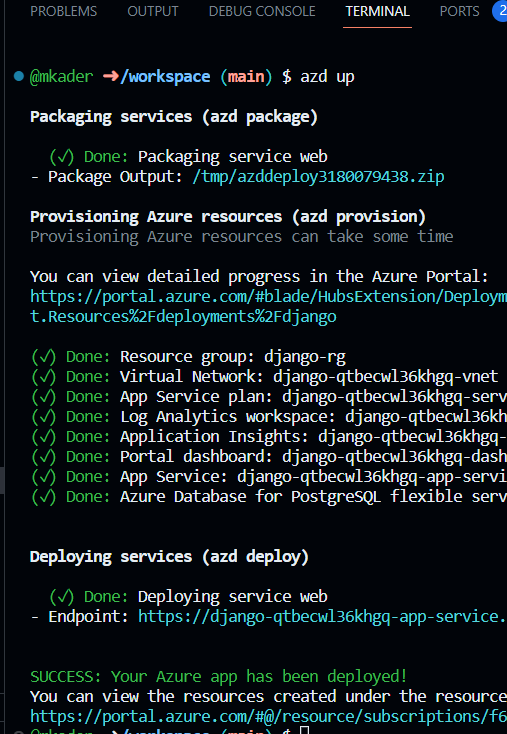 PROBLEMS OUTPUT DEBUG CONSOLE TERMINAL PORTS 2
@mkader ➜/workspace (main) $ azd up
Packaging services (azd package)
(✓) Done: Packaging service web
- Package Output: /tmp/azddeploy3180079438.zip
Provisioning Azure resources (azd provision)
Provisioning Azure resources can take some time
You can view detailed progress in the Azure Portal:
https://portal.azure.com/#blade/HubsExtension/Deploym
t.Resources%2Fdeployments%2Fdjango
(✓) Done: Resource group: django-rg
(✓) Done: Virtual Network: django-qtbecwl36khgq-vnet
(✓) Done: App Service plan: django-qtbecwl36khgq-serv
(✓) Done: Log Analytics workspace: django-qtbecwl36kh
(✓) Done: Application Insights: django-qtbecwl36khgq-
(✓) Done: Portal dashboard: django-qtbecwl36khgq-dash
(✓) Done: App Service: django-qtbecwl36khgq-app-servi
(✓) Done: Azure Database for PostgreSQL flexible serv
Deploying services (azd deploy)
(✓) Done: Deploying service web
- Endpoint: https://django-qtbecwl36khgq-app-service.
SUCCESS: Your Azure app has been deployed!
You can view the resources created under the resource
https://portal.azure.com/#@/resource/subscriptions/f6
@mkader ➜/workspace (main) $